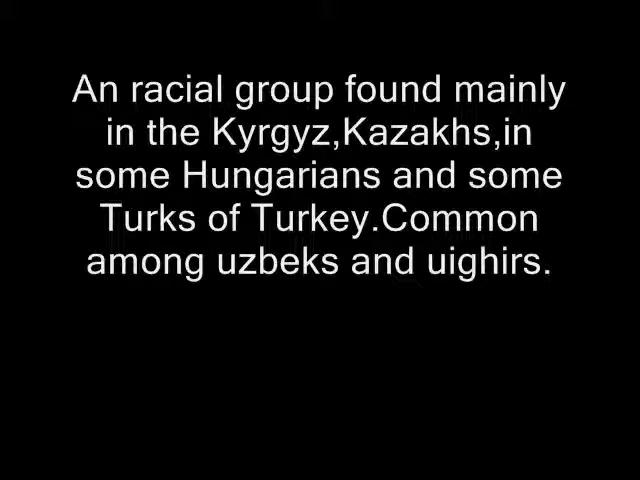 An racial group found mainly
in the Kyrgyz,Kazakhs,in
some Hungarians and some
Turks of Turkey.Common
among uzbeks and uighirs.